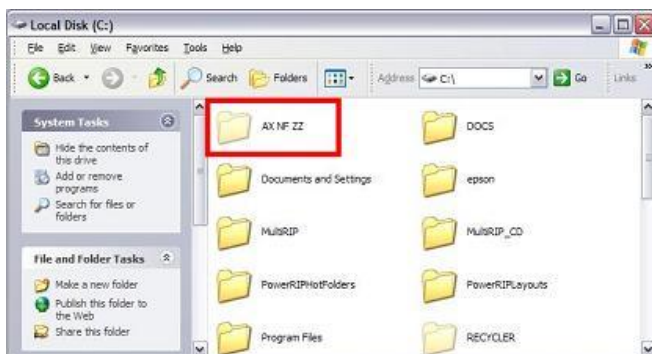 Local Disk (C:)
File Edit View Favorites Tools Help
Back Search Folders Address C:\ Go Links
System Tasks
Hide the contents of
this drive
Add or remove
programs
Search for files or
folders
File and Folder Tasks
Make a new folder
Publish this folder to
the Web
Share this folder
AX NF ZZ DOCS
Documents and Settings epson
MultiRIP MultiRIP_CD
PowerRIPHotFolders PowerRIPLayouts
Program Files RECYCLER